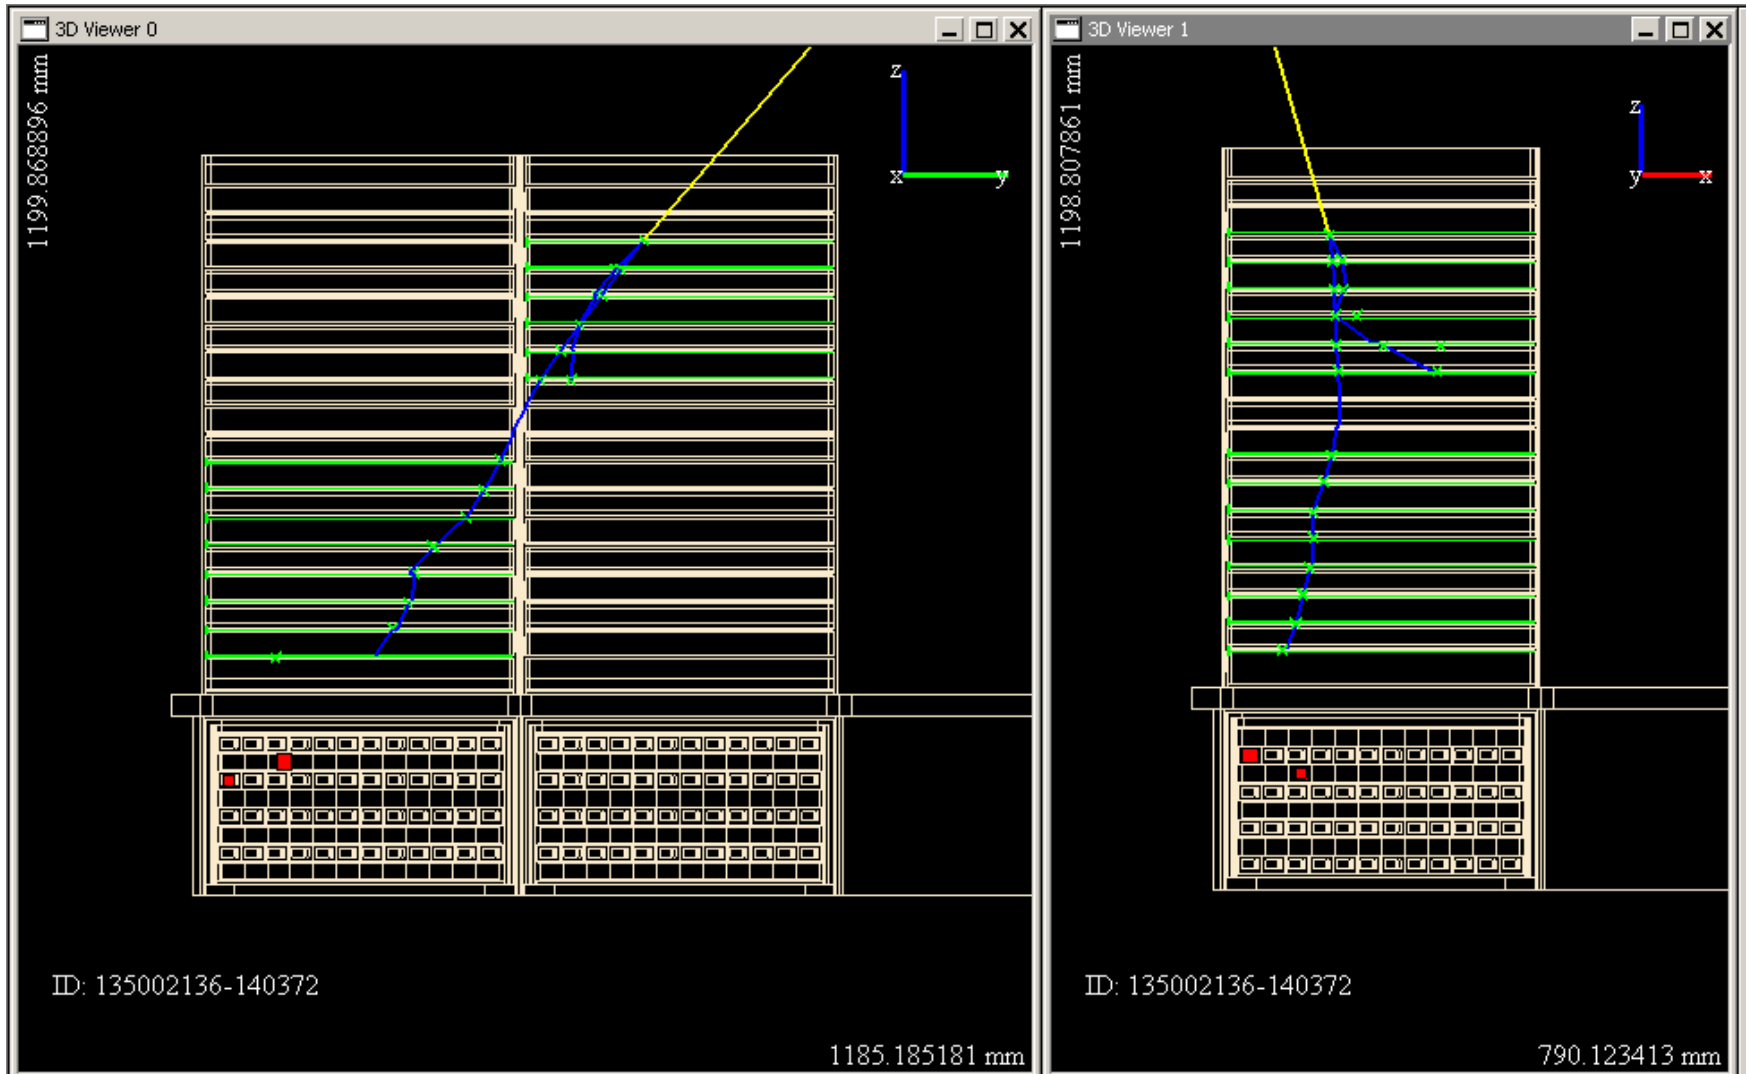 3D Viewer 0
1199.868896 mm
z
x
y
ID: 135002136-140372
1185.185181 mm
3D Viewer 1
1198.807861 mm
z
y
x
ID: 135002136-140372
790.123413 mm